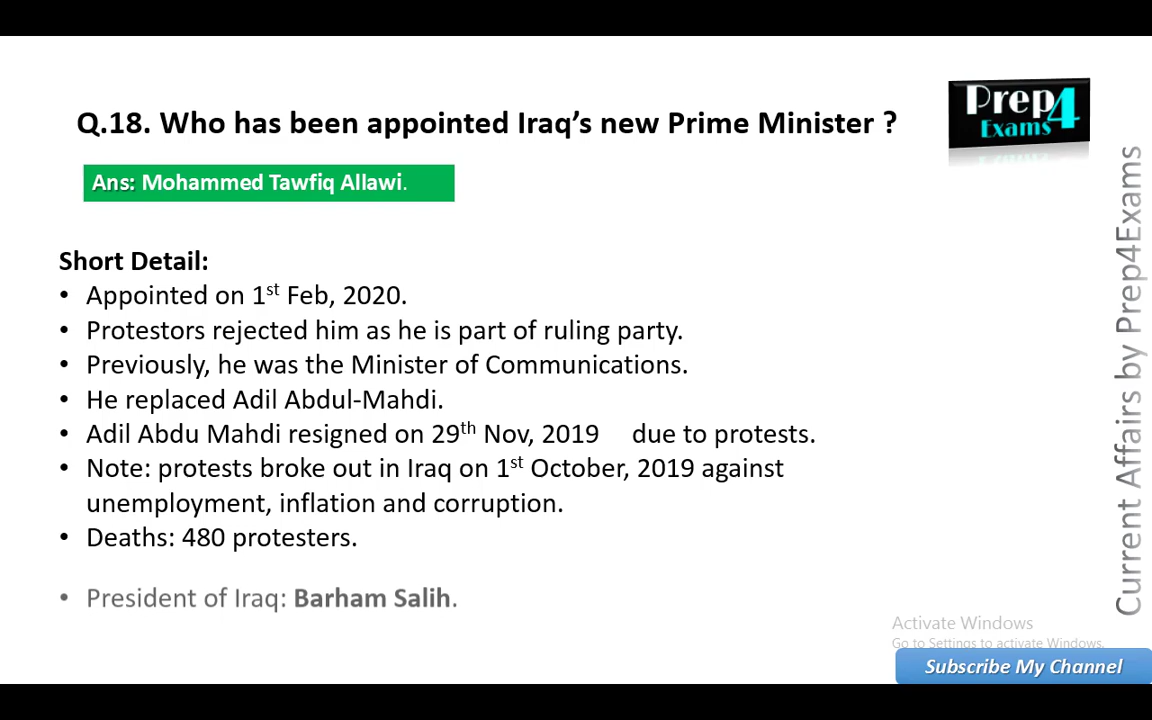 Prep4
Exams
Q.18. Who has been appointed Iraq’s new Prime Minister ?
Ans: Mohammed Tawfiq Allawi.
Short Detail:
• Appointed on 1st Feb, 2020.
• Protestors rejected him as he is part of ruling party.
• Previously, he was the Minister of Communications.
• He replaced Adil Abdul-Mahdi.
• Adil Abdu Mahdi resigned on 29th Nov, 2019 due to protests.
• Note: protests broke out in Iraq on 1st October, 2019 against
unemployment, inflation and corruption.
• Deaths: 480 protesters.
• President of Iraq: Barham Salih.
Current Affairs by Prep4Exams
Activate Windows
Go to Settings to activate Windows.
Subscribe My Channel